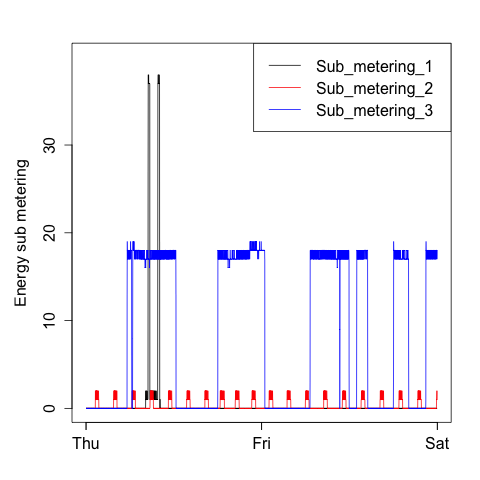 Sub_metering_1
Sub_metering_2
Sub_metering_3
Energy sub metering
30
20
10
0
Thu Fri Sat